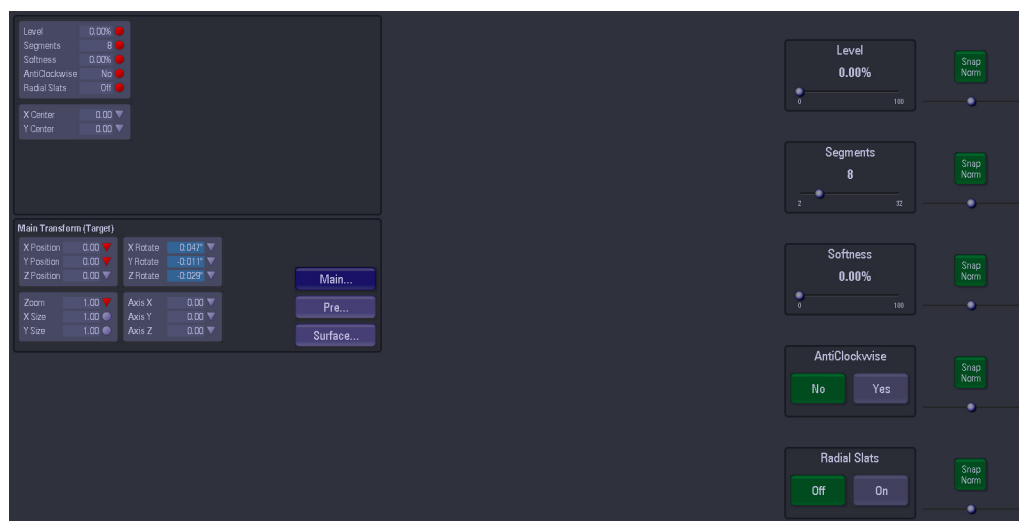 Level 0.00%
Segments 8
Softness 0.00%
AntiClockwise No
Radial Slats Off
X Center 0.00
Y Center 0.00
Main Transform (Target)
X Position 0.00 X Rotate 0:047°
Y Position 0.00 Y Rotate -0:011°
Z Position 0.00 Z Rotate -0:029°
Main...
Zoom 1.00 Axis X 0.00
X Size 1.00 Axis Y 0.00
Y Size 1.00 Axis Z 0.00
Pre...
Surface...
Level
0.00%
0 100
Snap
Norm
Segments
8
2 32
Snap
Norm
Softness
0.00%
0 100
Snap
Norm
AntiClockwise
No Yes
Snap
Norm
Radial Slats
Off On
Snap
Norm